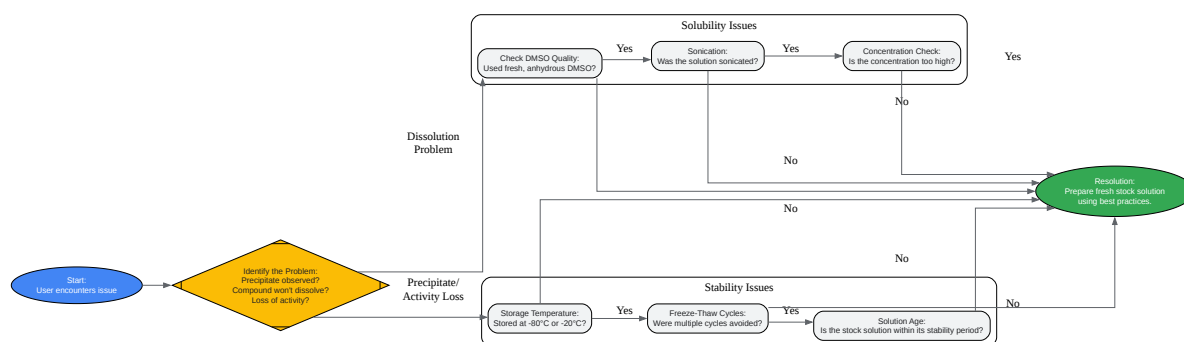 Solubility Issues
Check DMSO Quality:
Used fresh, anhydrous DMSO?
Yes
Sonication:
Was the solution sonicated?
Yes
Concentration Check:
Is the concentration too high?
Yes
No
Dissolution
Problem
No
Resolution:
Prepare fresh stock solution
using best practices.
No
Start:
User encounters issue
Identify the Problem:
Precipitate observed?
Compound won't dissolve?
Loss of activity?
No
Precipitate/
Activity Loss
Stability Issues
Storage Temperature:
Stored at -80°C or -20°C?
Yes
Freeze-Thaw Cycles:
Were multiple cycles avoided?
Yes
Solution Age:
Is the stock solution within its stability period?
No